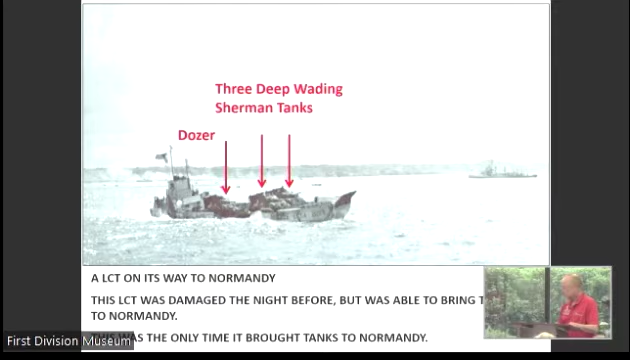 Three Deep Wading
Sherman Tanks
Dozer
A LCT ON ITS WAY TO NORMANDY
THIS LCT WAS DAMAGED THE NIGHT BEFORE, BUT WAS ABLE TO BRING
TO NORMANDY.
WAS THE ONLY TIME IT BROUGHT TANKS TO NORMANDY.
First Division Museum